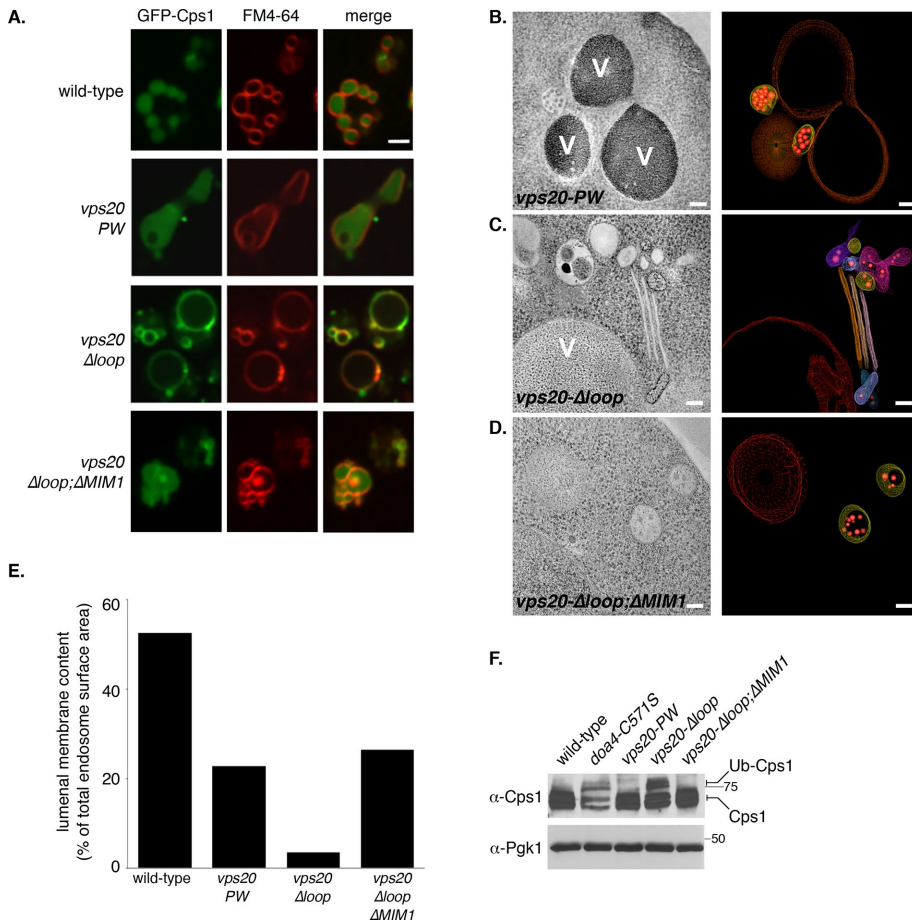 A.
GFP-Cps1 FM4-64 merge
wild-type
vps20
PW
vps20
Δloop
vps20
Δloop;ΔMIM1
B.
V
V
V
vps20-PW
C.
V
vps20-Δloop
D.
vps20-Δloop;ΔMIM1
E.
lumenal membrane content
(% of total endosome surface area)
60
40
20
0
wild-type
vps20
PW
vps20
Δloop
vps20
Δloop
ΔMIM1
F.
wild-type
doa4-C571S
vps20-PW
vps20-Δloop
vps20-Δloop;ΔMIM1
α-Cps1
Ub-Cps1
75
Cps1
α-Pgk1
50